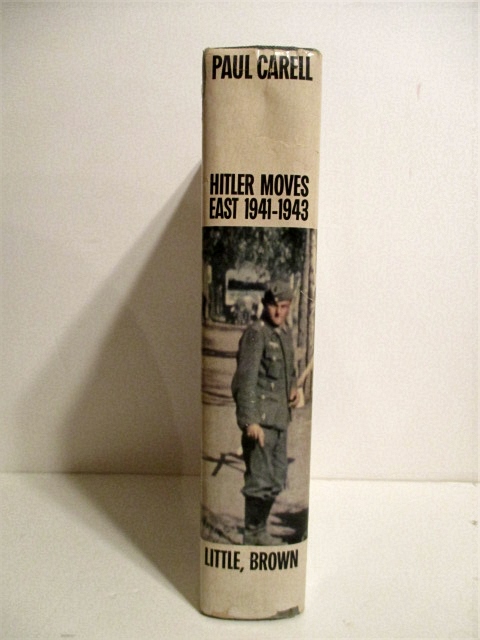 PAUL CARELL
HITLER MOVES
EAST 1941-1943
LITTLE, BROWN